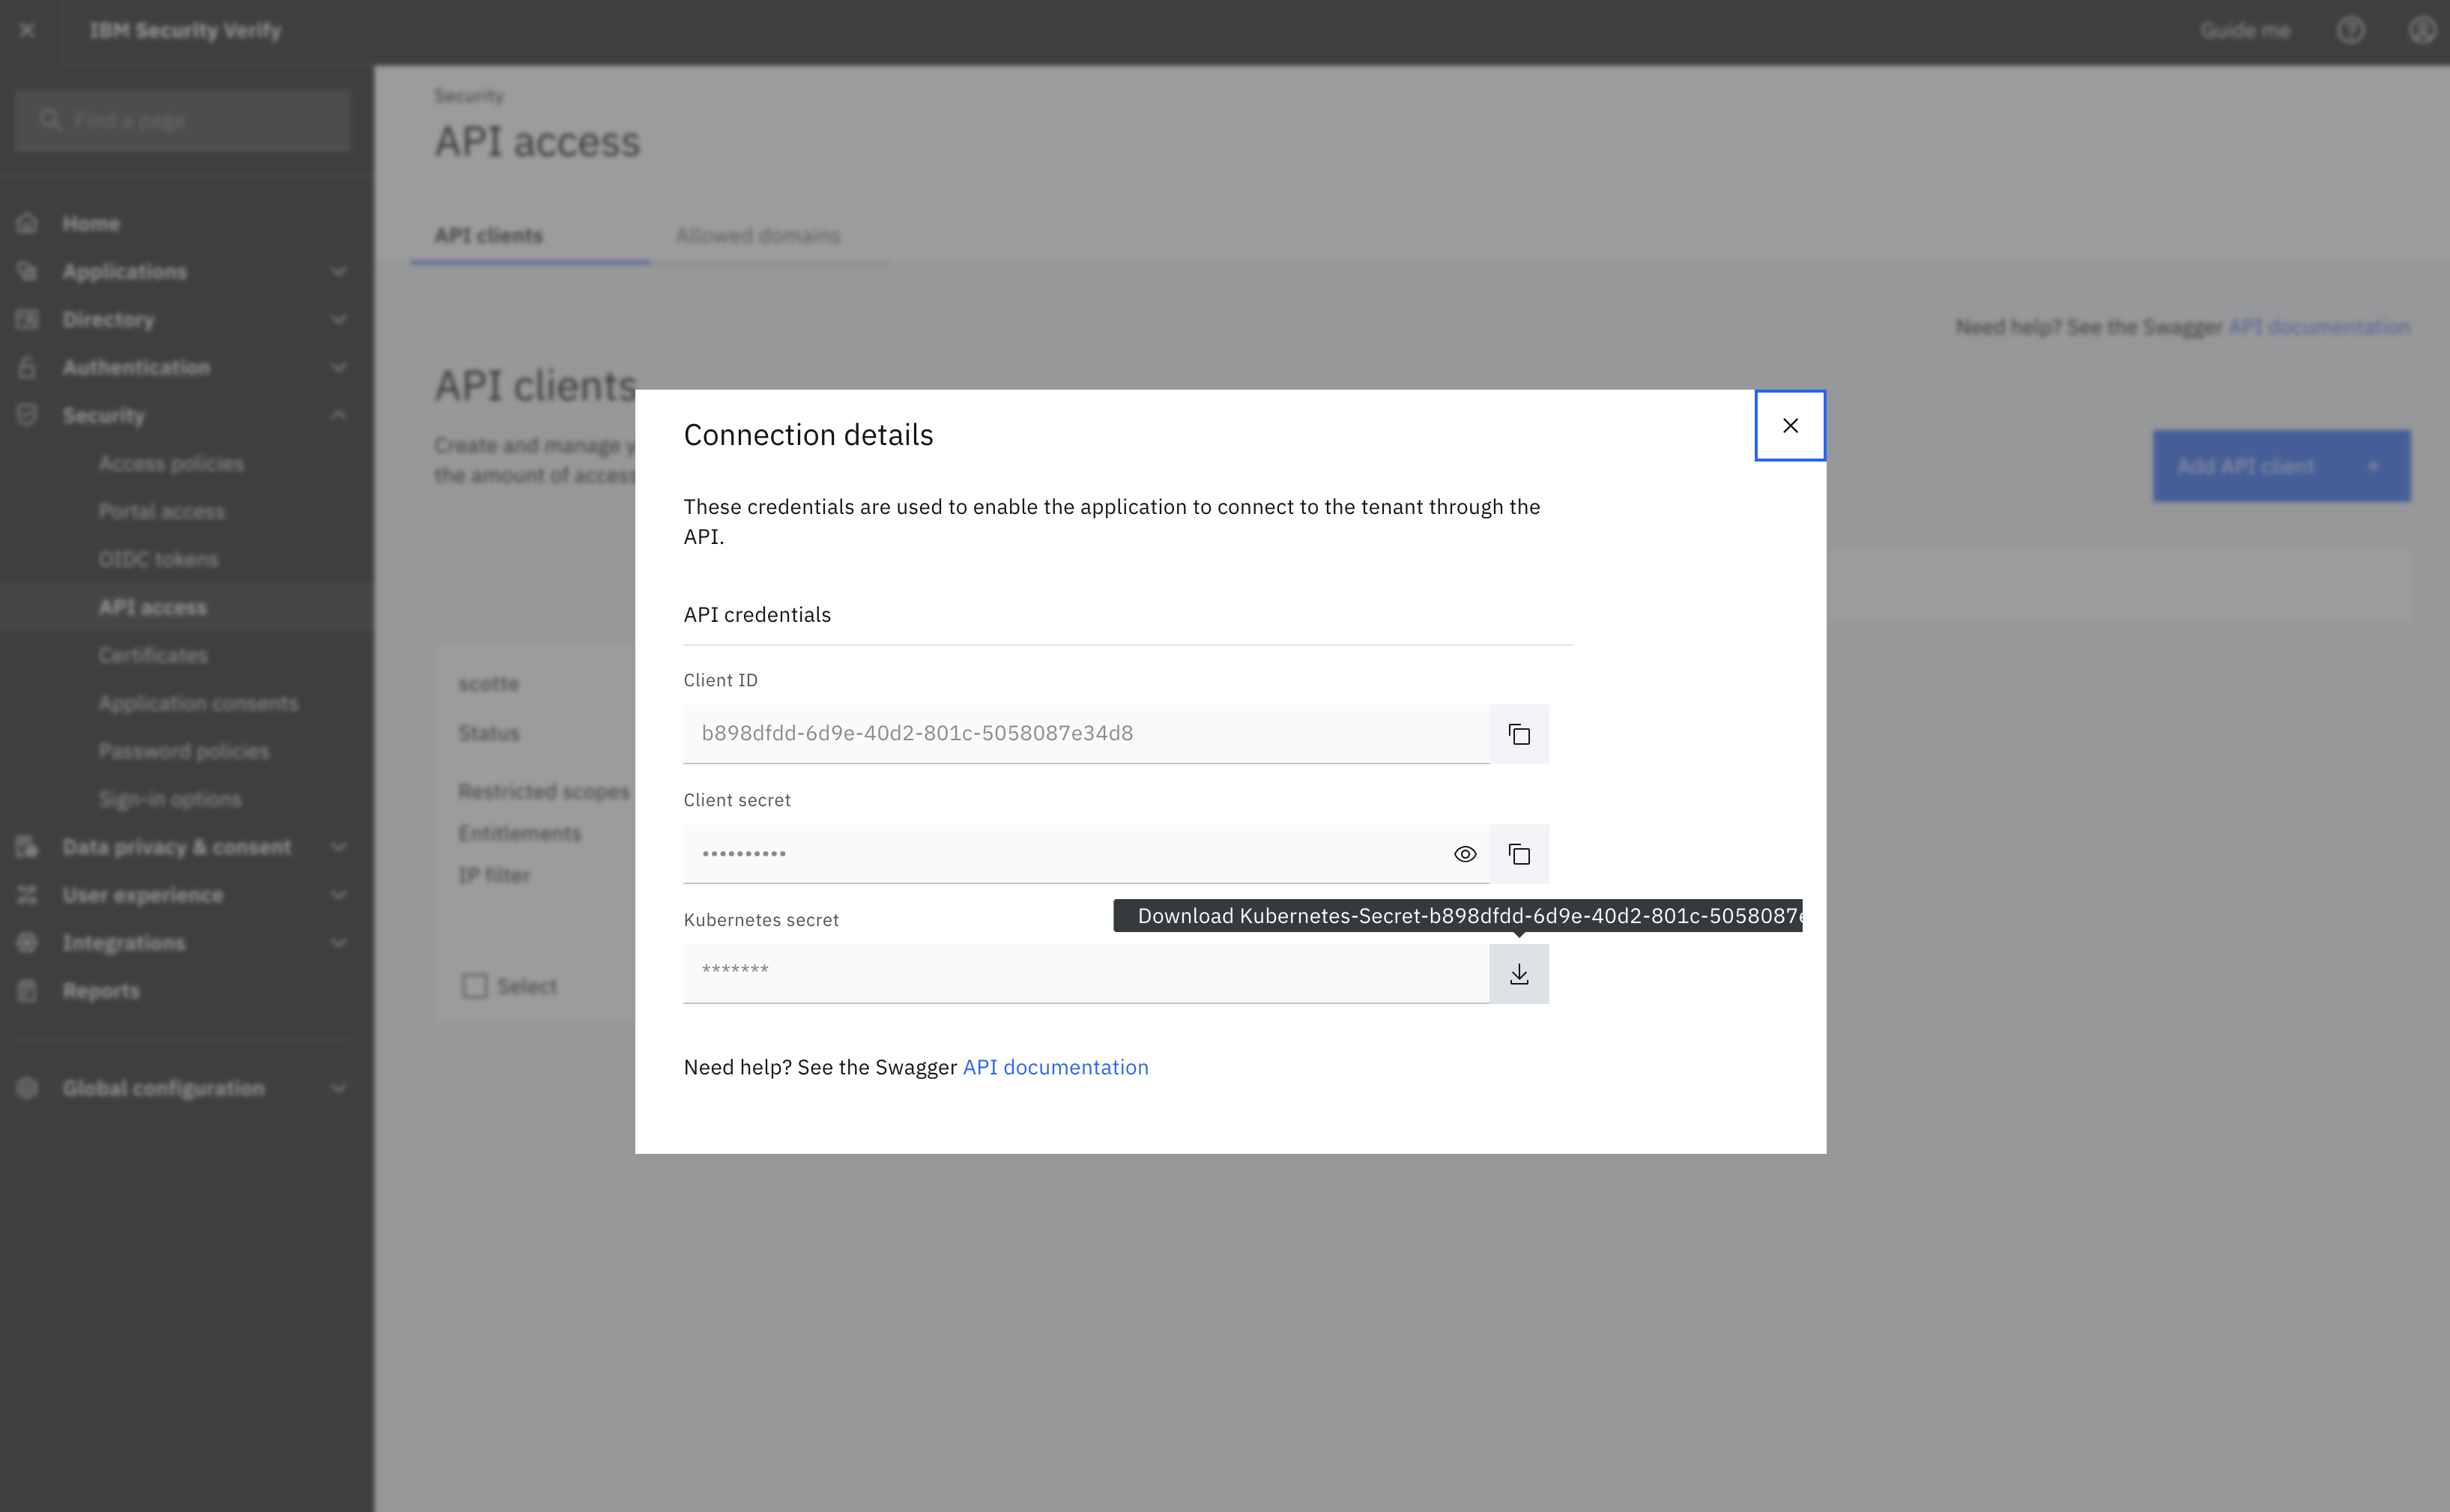 IBM Security Verify
Guide me
Find a page
Home
Applications
Directory
Authentication
Security
Access policies
Portal access
OIDC tokens
API access
Certificates
Application consents
Password policies
Sign-in options
Data privacy & consent
User experience
Integrations
Reports
Global configuration
Security
API access
API clients
Allowed domains
Need help? See the Swagger API documentation
API clients
Create and manage y
the amount of access
Add API client +
scotte
Status
Restricted scopes
Entitlements
IP filter
Select
Connection details
These credentials are used to enable the application to connect to the tenant through the
API.
API credentials
Client ID
b898dfdd-6d9e-40d2-801c-5058087e34d8
Client secret
••••••••••
Kubernetes secret
Download Kubernetes-Secret-b898dfdd-6d9e-40d2-801c-5058087e
*******
Need help? See the Swagger API documentation